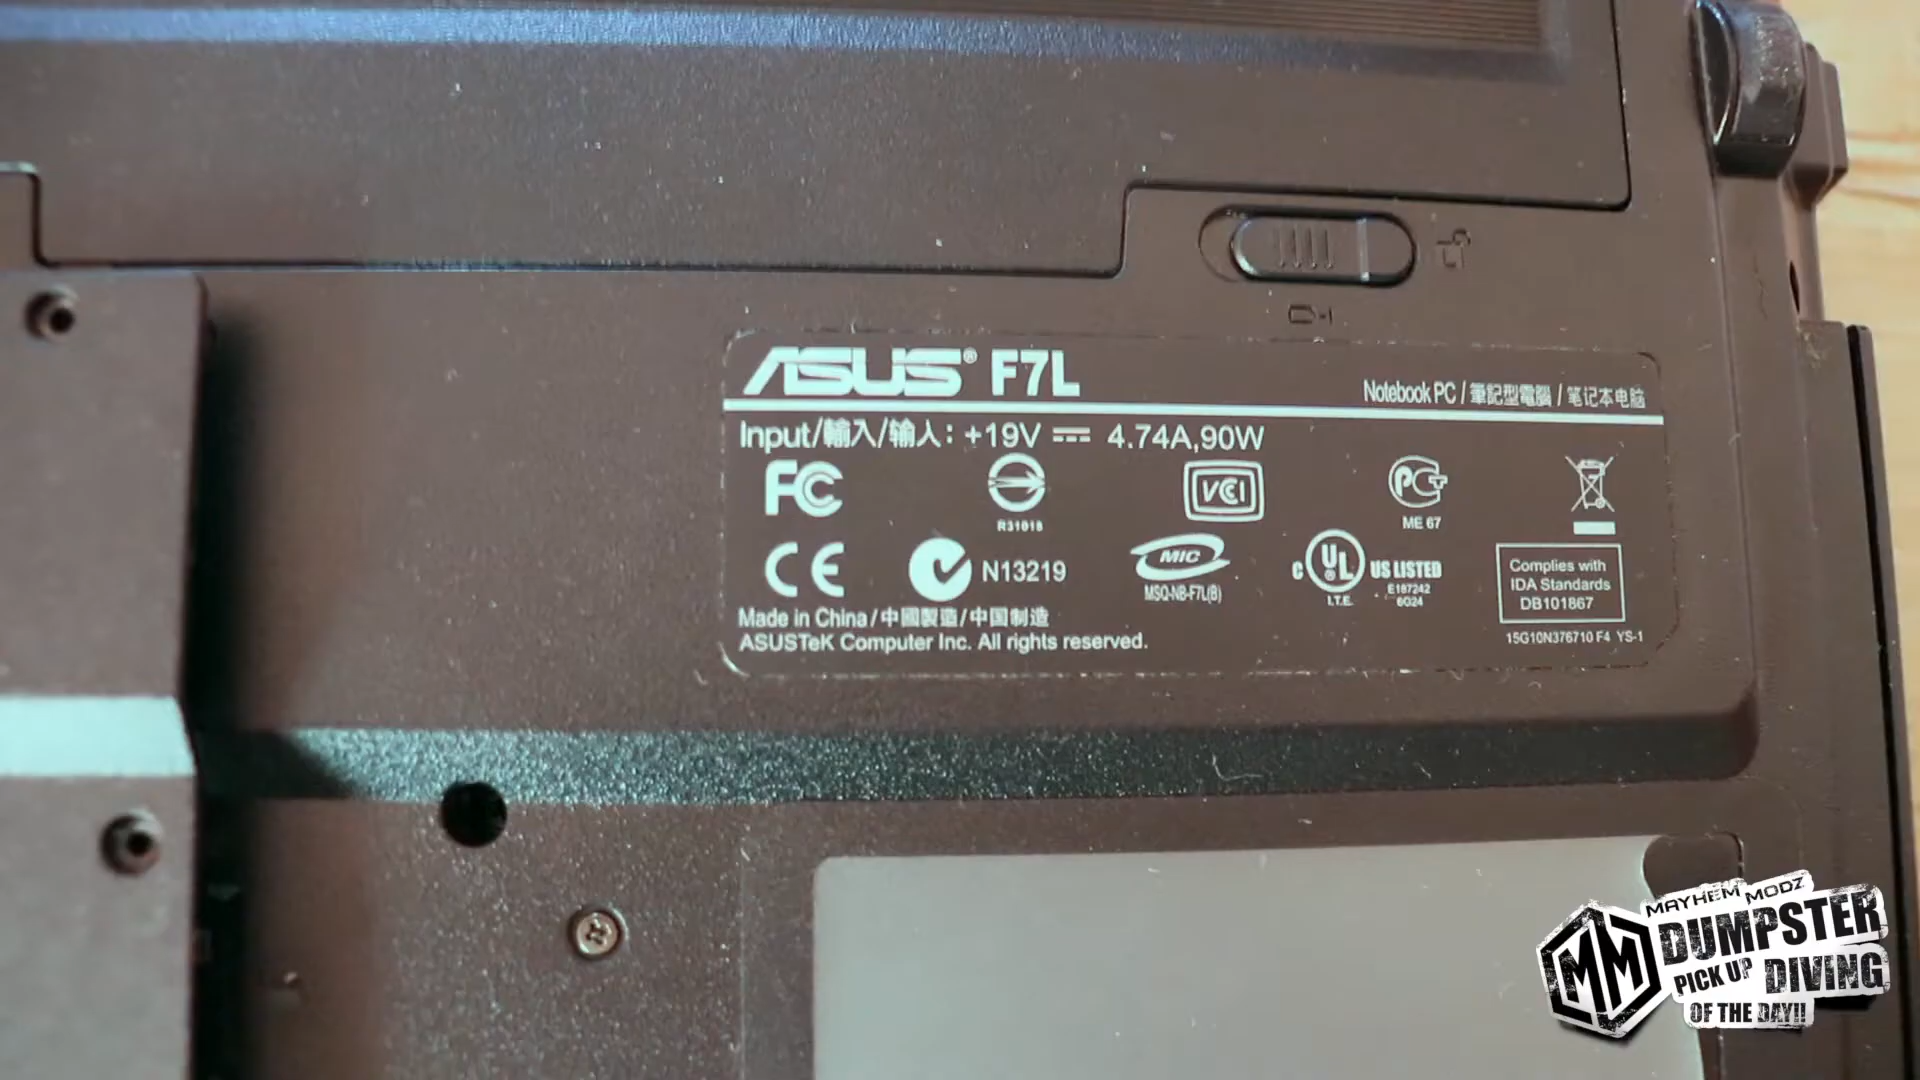 ASUS® F7L
Notebook PC / 筆記型電腦 / 笔记本电脑
Input/輸入/输入: +19V ⎓ 4.74A,90W
FC
R31018
VCI
PCT
ME 67
CE
N13219
MIC
MSQ-NB-F7L(B)
C UL® US LISTED
I.T.E.
E187242
6024
Complies with
IDA Standards
DB101867
Made in China/中國製造/中国制造
ASUSTeK Computer Inc. All rights reserved.
15G10N376710 F4 YS-1
MAYHEM MODZ
MM
DUMPSTER
PICK UP DIVING
OF THE DAY!!